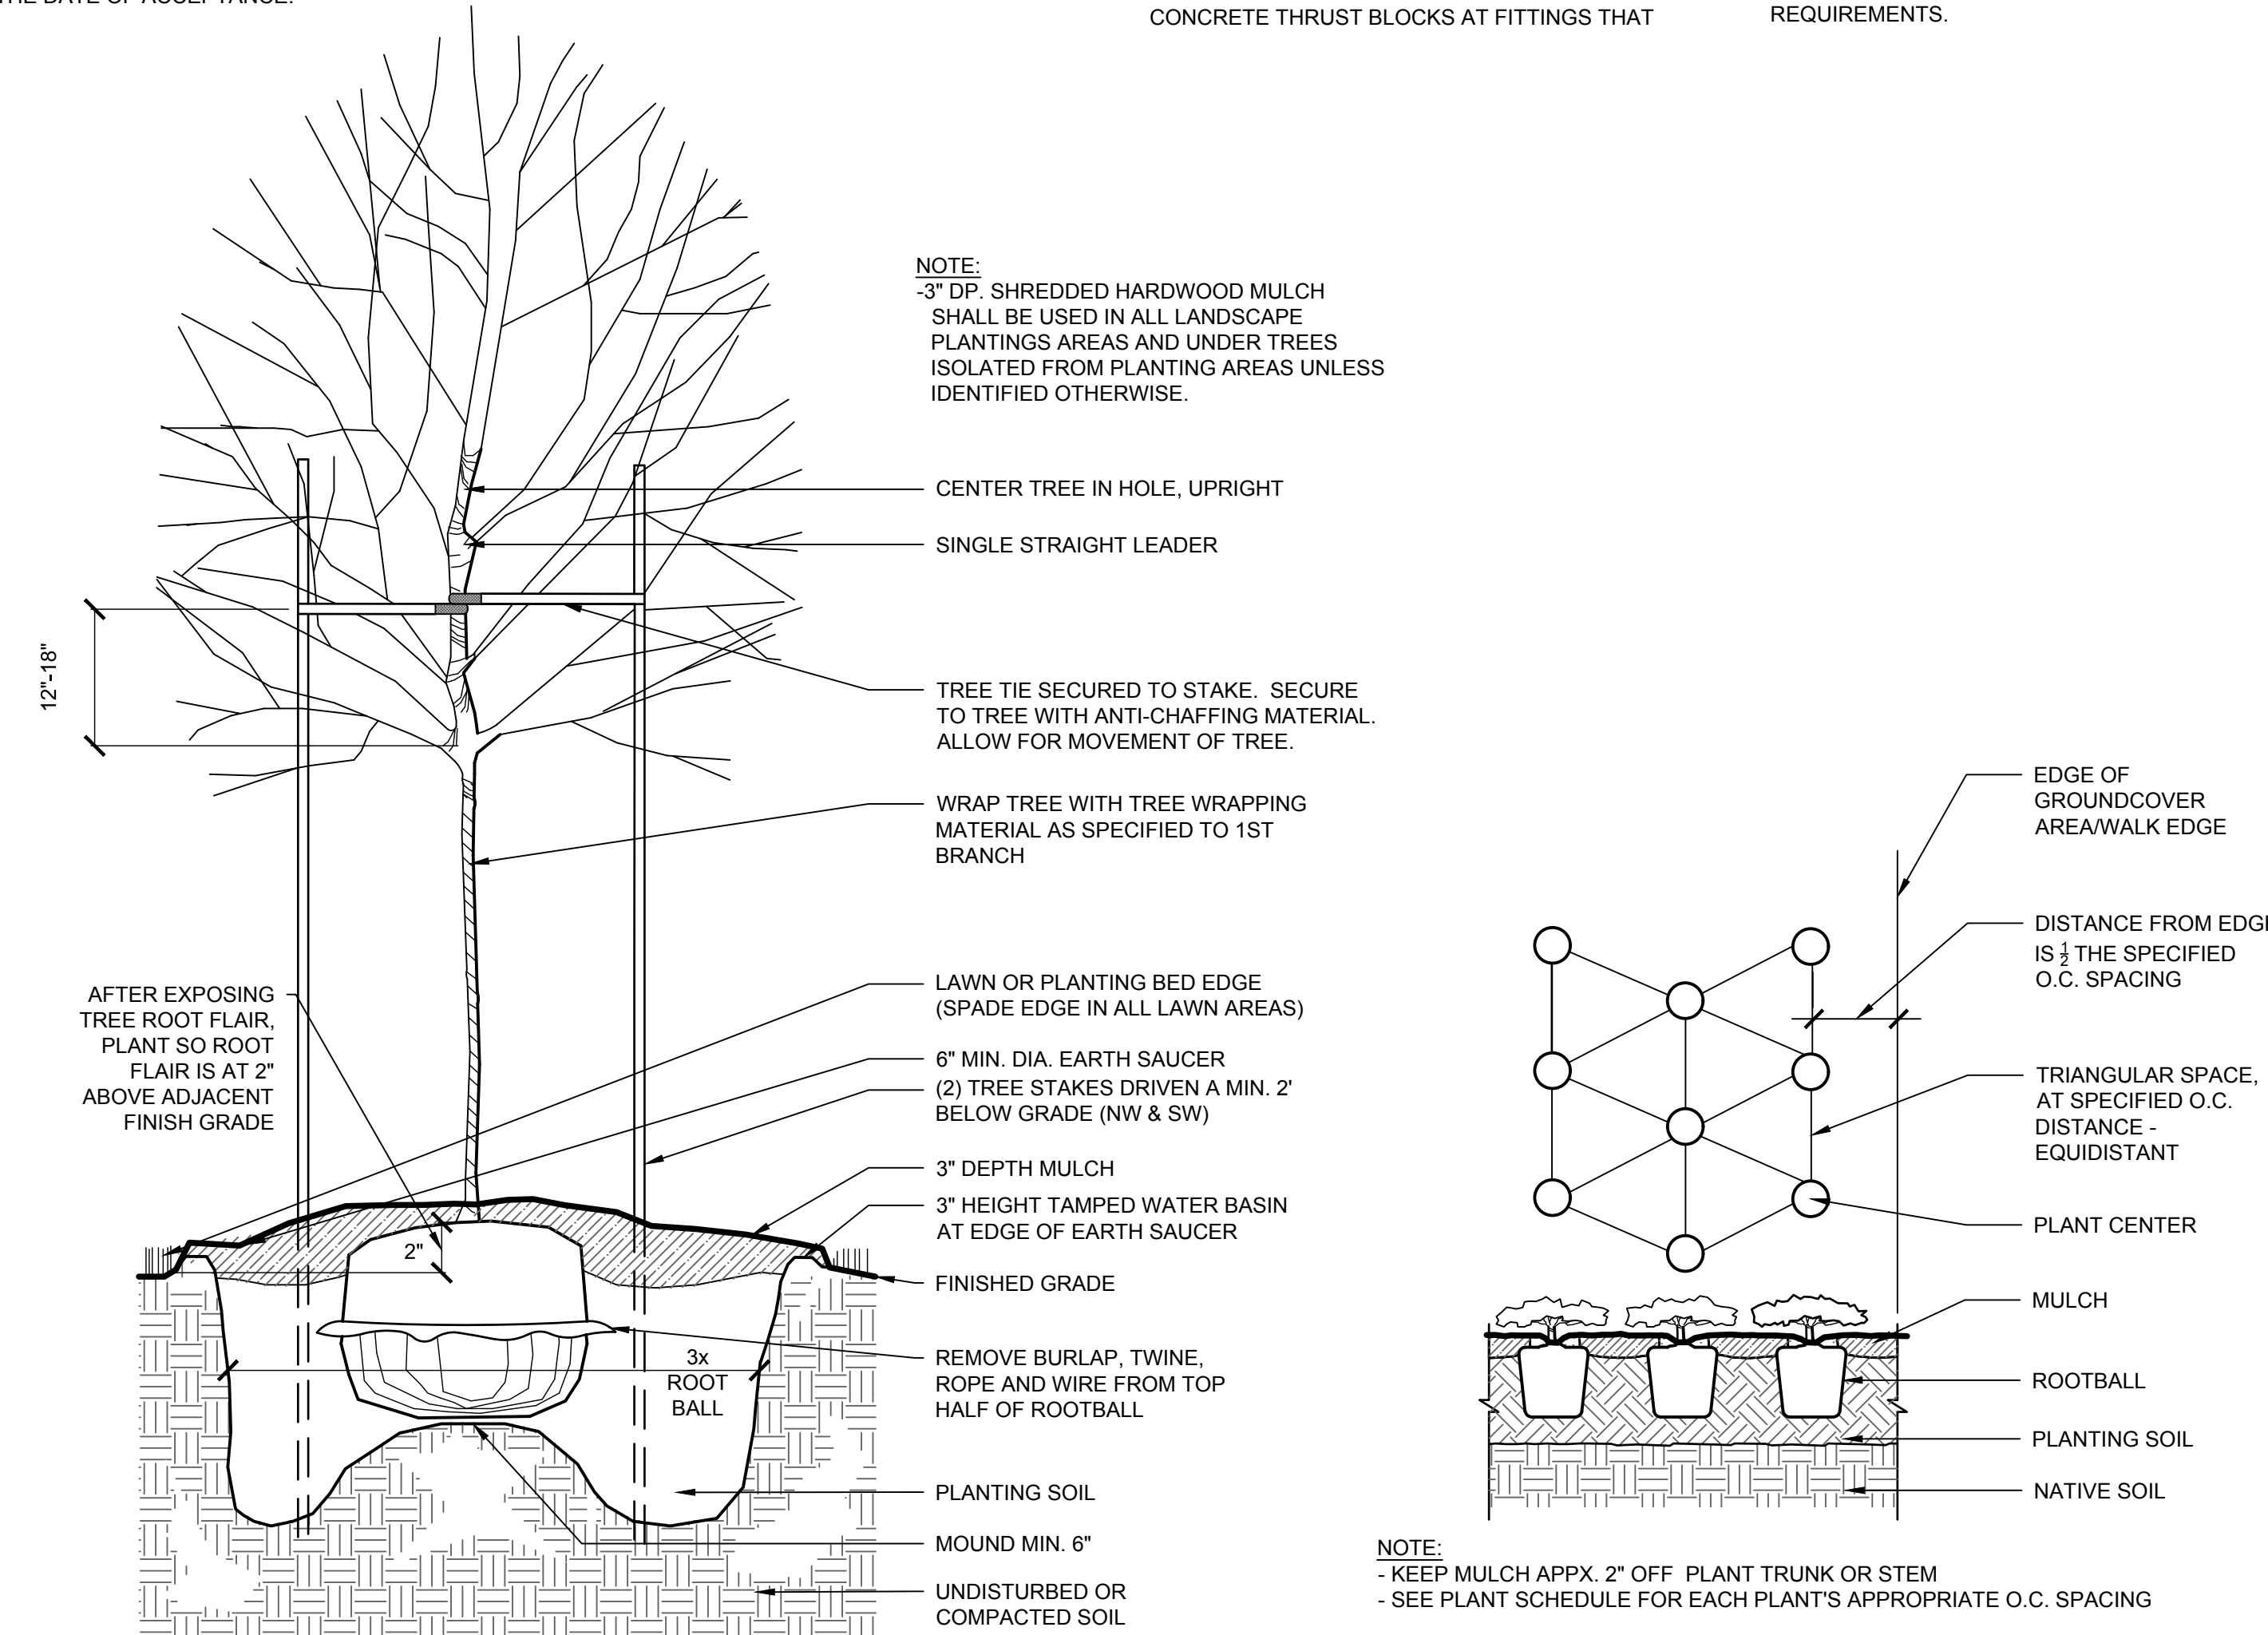 THE DATE OF ACCEPTANCE.
CONCRETE THRUST BLOCKS AT FITTINGS THAT
REQUIREMENTS.
NOTE:
-3" DP. SHREDDED HARDWOOD MULCH
SHALL BE USED IN ALL LANDSCAPE
PLANTINGS AREAS AND UNDER TREES
ISOLATED FROM PLANTING AREAS UNLESS
IDENTIFIED OTHERWISE.
CENTER TREE IN HOLE, UPRIGHT
SINGLE STRAIGHT LEADER
12"-18"
TREE TIE SECURED TO STAKE. SECURE
TO TREE WITH ANTI-CHAFFING MATERIAL.
ALLOW FOR MOVEMENT OF TREE.
WRAP TREE WITH TREE WRAPPING
MATERIAL AS SPECIFIED TO 1ST
BRANCH
AFTER EXPOSING
TREE ROOT FLAIR,
PLANT SO ROOT
FLAIR IS AT 2"
ABOVE ADJACENT
FINISH GRADE
LAWN OR PLANTING BED EDGE
(SPADE EDGE IN ALL LAWN AREAS)
6" MIN. DIA. EARTH SAUCER
(2) TREE STAKES DRIVEN A MIN. 2'
BELOW GRADE (NW & SW)
3" DEPTH MULCH
3" HEIGHT TAMPED WATER BASIN
AT EDGE OF EARTH SAUCER
2"
FINISHED GRADE
3x
ROOT
BALL
REMOVE BURLAP, TWINE,
ROPE AND WIRE FROM TOP
HALF OF ROOTBALL
PLANTING SOIL
MOUND MIN. 6"
UNDISTURBED OR
COMPACTED SOIL
EDGE OF
GROUNDCOVER
AREA/WALK EDGE
DISTANCE FROM EDGE
IS ½ THE SPECIFIED
O.C. SPACING
TRIANGULAR SPACE,
AT SPECIFIED O.C.
DISTANCE -
EQUIDISTANT
PLANT CENTER
MULCH
ROOTBALL
PLANTING SOIL
NATIVE SOIL
NOTE:
- KEEP MULCH APPX. 2" OFF PLANT TRUNK OR STEM
- SEE PLANT SCHEDULE FOR EACH PLANT'S APPROPRIATE O.C. SPACING